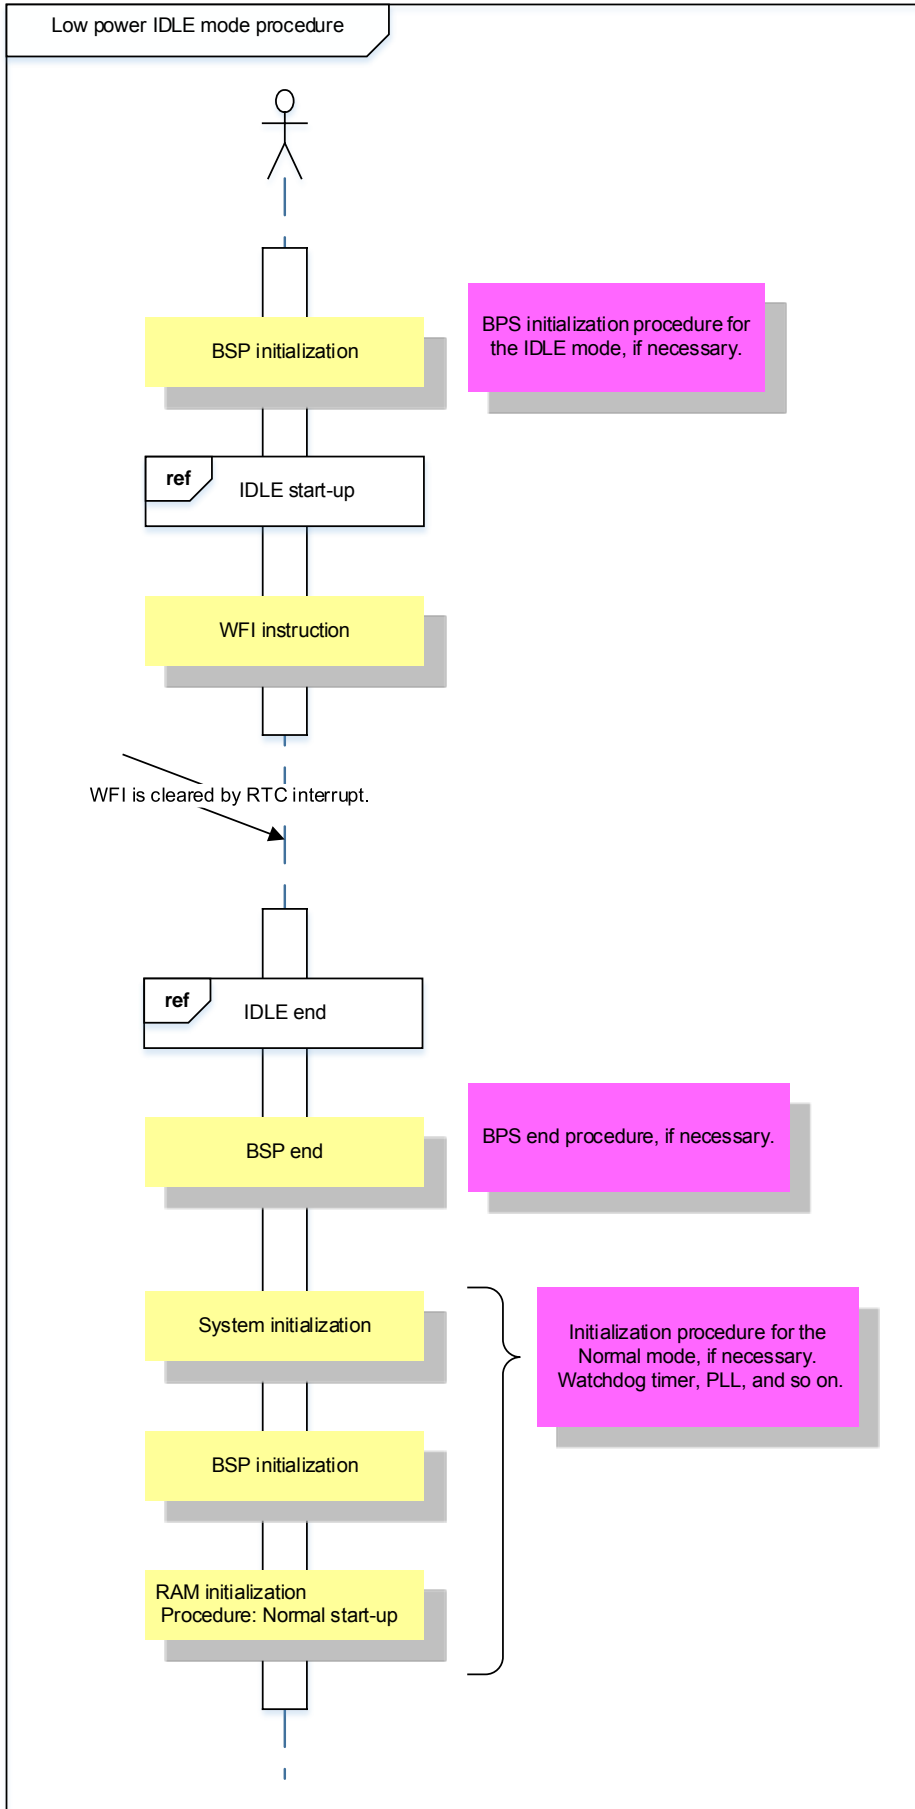 Low power IDLE mode procedure
BSP initialization
BPS initialization procedure for
the IDLE mode, if necessary.
ref
IDLE start-up
WFI instruction
WFI is cleared by RTC interrupt.
ref
IDLE end
BSP end
BPS end procedure, if necessary.
System initialization
Initialization procedure for the
Normal mode, if necessary.
Watchdog timer, PLL, and so on.
BSP initialization
RAM initialization
Procedure: Normal start-up